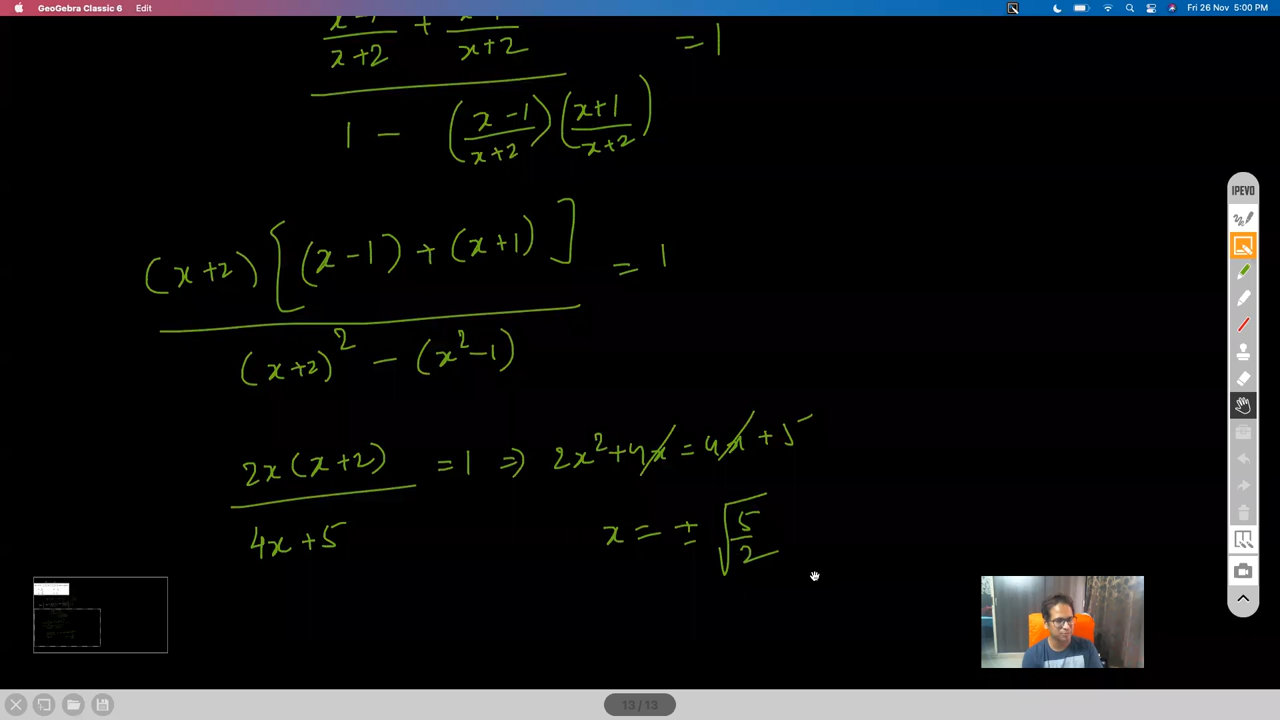 GeoGebra Classic 6 Edit Fri 26 Nov 5:00 PM
x-1/x+2 + x+1/x+2 = 1
1 - (x-1/x+2)(x+1/x+2)
(x+2)[(x-1)+(x+1)] = 1
(x+2)² - (x²-1)
2x(x+2)/4x+5 = 1 ⇒ 2x²+4x = 4x+5
x = ± √5/2
IPEVO
13/13